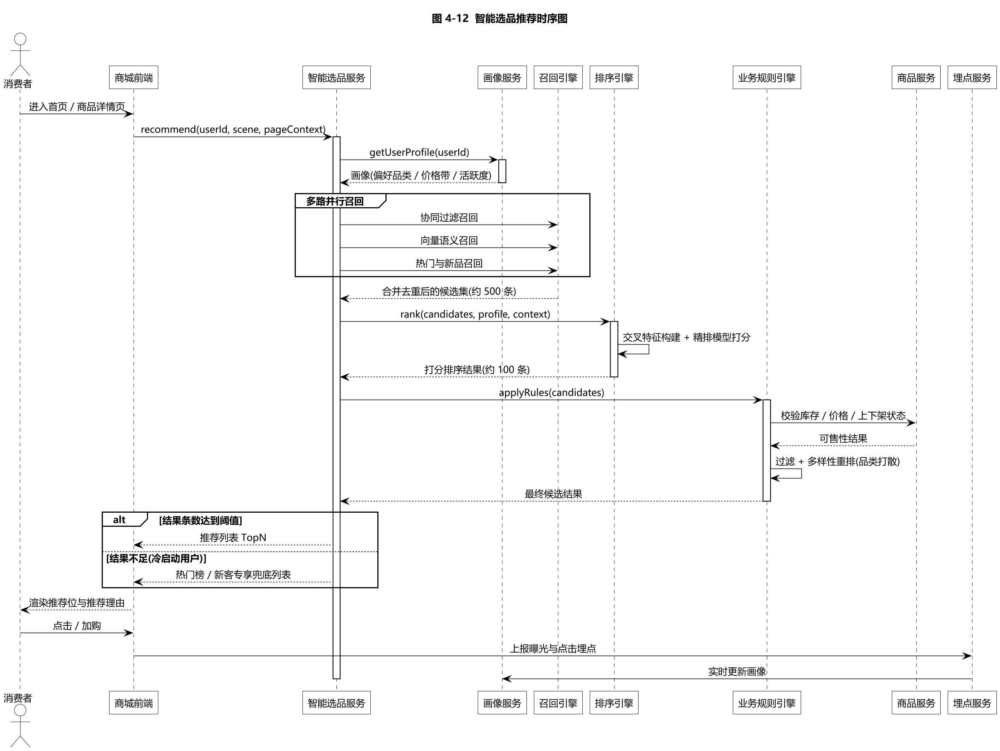 图 4-12 智能选品推荐时序图
消费者
商城前端
智能选品服务
画像服务
召回引擎
排序引擎
业务规则引擎
商品服务
埋点服务
进入首页 / 商品详情页
recommend(userId, scene, pageContext)
getUserProfile(userId)
画像(偏好品类 / 价格带 / 活跃度)
多路并行召回
协同过滤召回
向量语义召回
热门与新品召回
合并去重后的候选集(约 500 条)
rank(candidates, profile, context)
交叉特征构建 + 精排模型打分
打分排序结果(约 100 条)
applyRules(candidates)
校验库存 / 价格 / 上下架状态
可售性结果
过滤 + 多样性重排(品类打散)
最终候选结果
alt [结果条数达到阈值]
推荐列表 TopN
[结果不足(冷启动用户)]
热门榜 / 新客专享兜底列表
渲染推荐位与推荐理由
点击 / 加购
上报曝光与点击埋点
实时更新画像
消费者
商城前端
智能选品服务
画像服务
召回引擎
排序引擎
业务规则引擎
商品服务
埋点服务